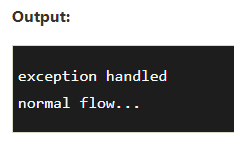 Output:
exception handled
normal flow...